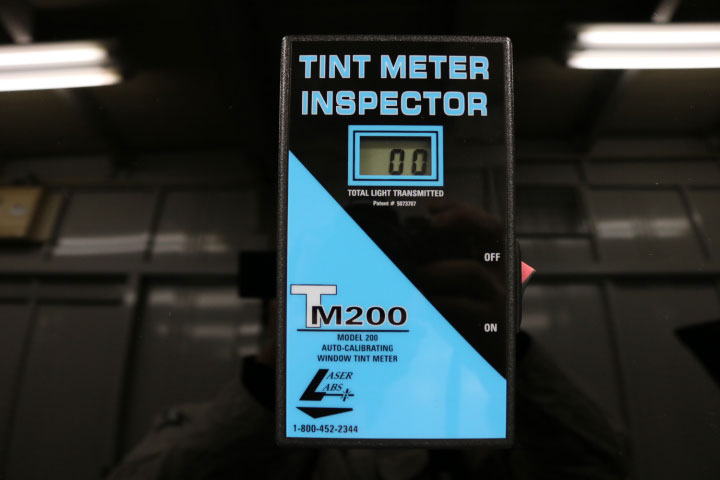 TINT METER
INSPECTOR
00
TOTAL LIGHT TRANSMITTED
Patent # 5073707
OFF
TM200
ON
MODEL 200
AUTO-CALIBRATING
WINDOW TINT METER
LASER
LABS
1-800-452-2344